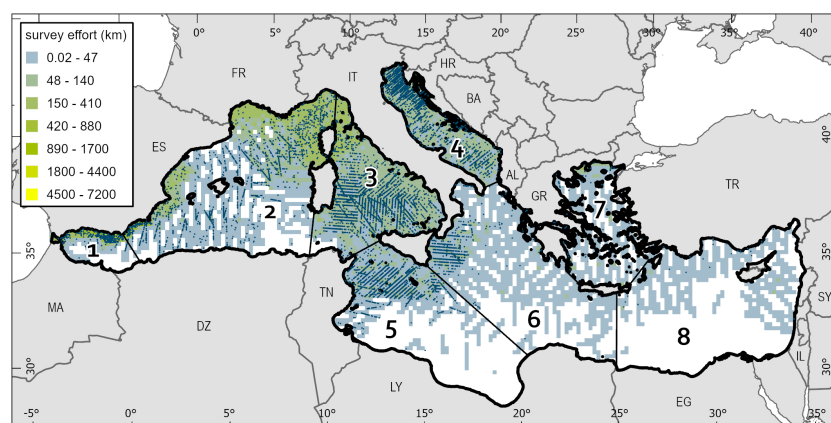 0° 5° 10° 15° 20° 25° 30° 35° 40°
survey effort (km)
0.02 - 47
48 - 140
150 - 410
420 - 880
890 - 1700
1800 - 4400
4500 - 7200
FR
IT
HR
BA
ES
AL
GR
TR
40°
40°
35°
35°
30°
30°
1
2
3
4
5
6
7
8
MA
DZ
TN
LY
EG
IL
SY
-5° 0° 5° 10° 15° 20° 25° 30° 35°